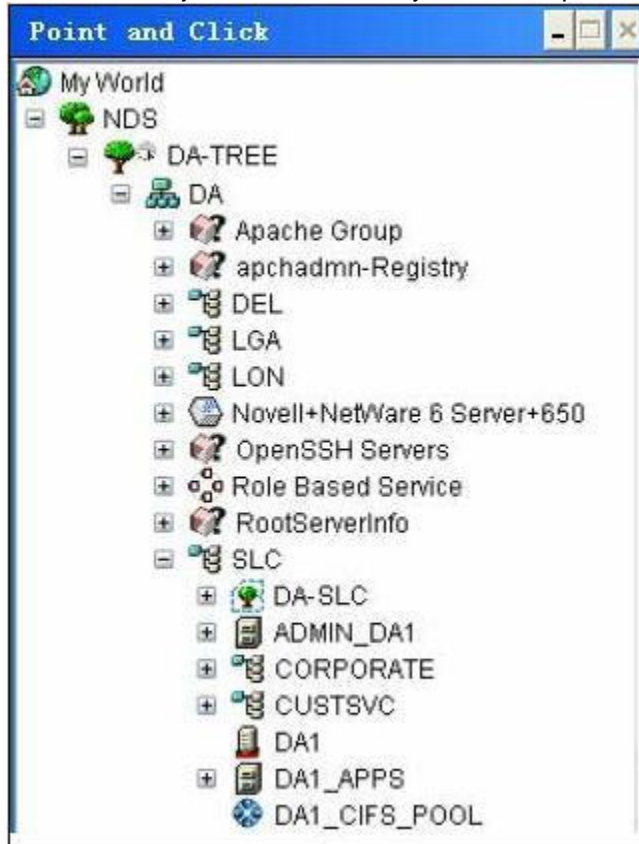 Point and Click
My World
NDS
DA-TREE
DA
Apache Group
apchadmn-Registry
DEL
LGA
LON
Novell+NetWare 6 Server+650
OpenSSH Servers
Role Based Service
RootServerInfo
SLC
DA-SLC
ADMIN_DA1
CORPORATE
CUSTSVC
DA1
DA1_APPS
DA1_CIFS_POOL